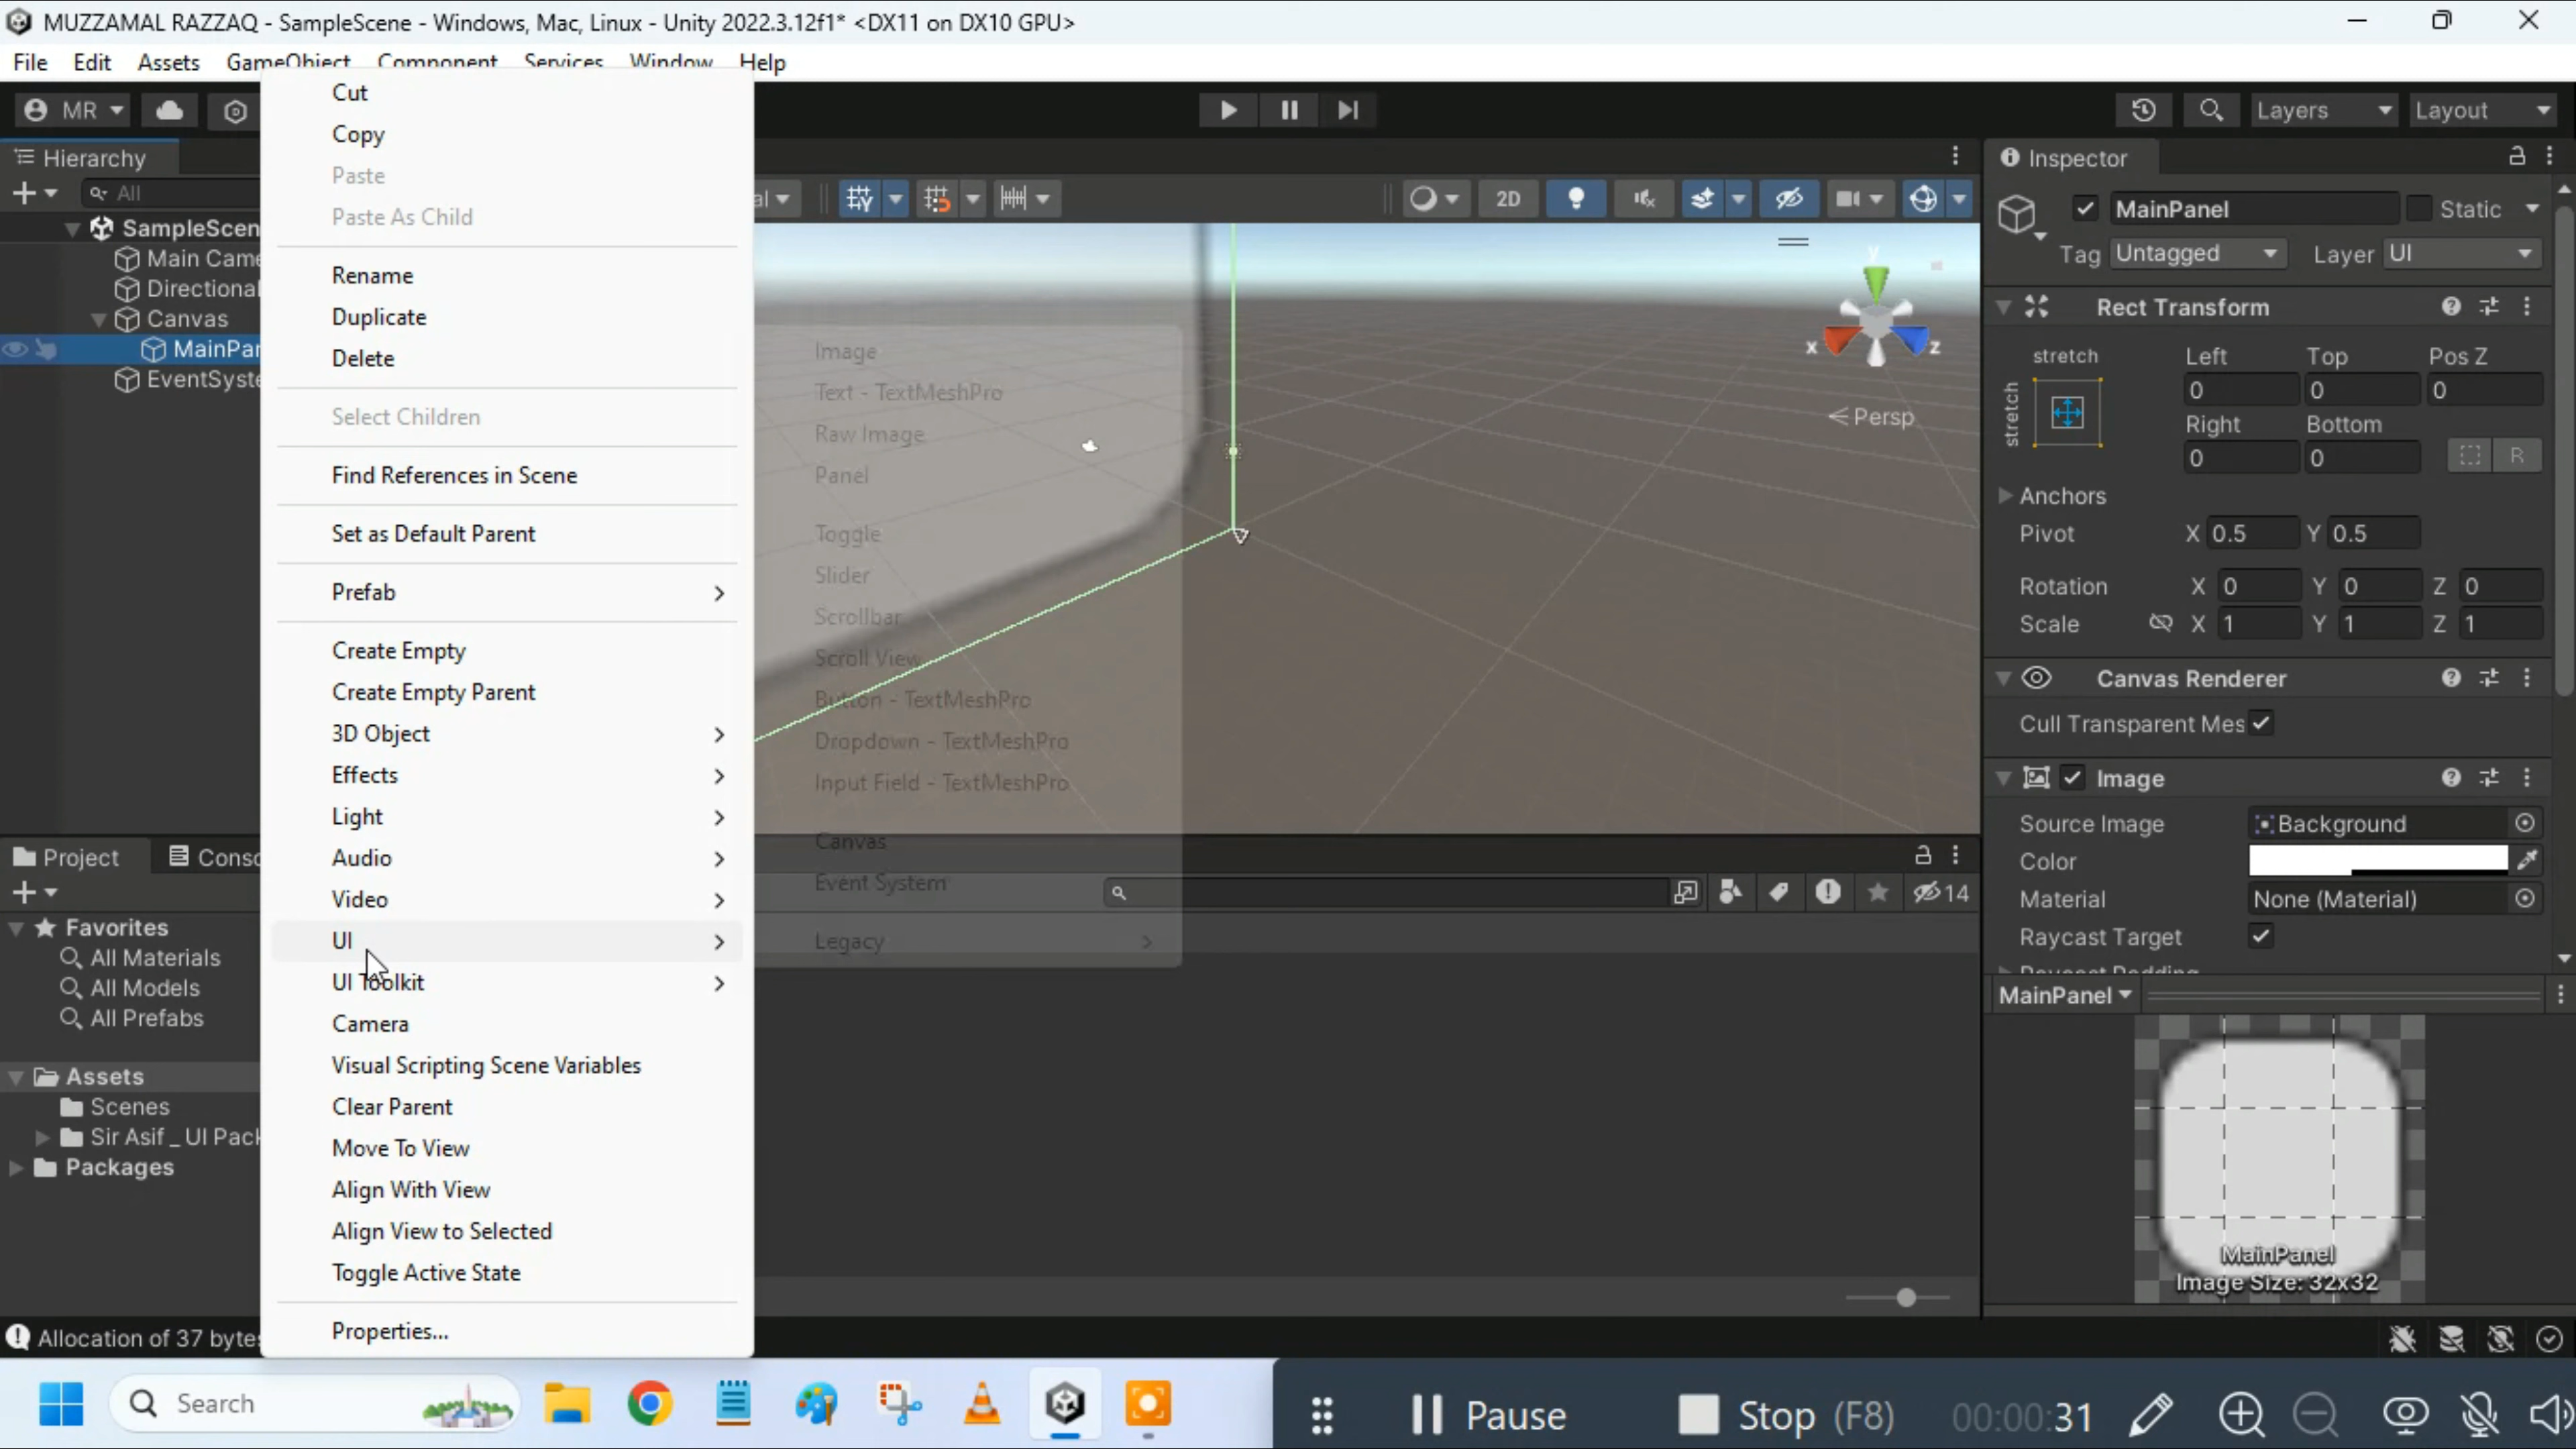 MUZZAMAL RAZZAQ - SampleScene - Windows, Mac, Linux - Unity 2022.3.12f1* <DX11 on DX10 GPU>
File Edit Assets GameObject Component Services Window Help
MR
Layers
Layout
Hierarchy
All
SampleScen
Main Came
Directional
Canvas
MainPar
EventSyste
Cut
Copy
Paste
Paste As Child
Rename
Duplicate
Delete
Select Children
Find References in Scene
Set as Default Parent
Prefab
Create Empty
Create Empty Parent
3D Object
Effects
Light
Audio
Video
UI
UI Toolkit
Camera
Visual Scripting Scene Variables
Clear Parent
Move To View
Align With View
Align View to Selected
Toggle Active State
Properties...
Image
Text - TextMeshPro
Raw Image
Panel
Toggle
Slider
Scrollbar
Scroll View
Button - TextMeshPro
Dropdown - TextMeshPro
Input Field - TextMeshPro
Canvas
Event System
Legacy
al
2D
y
x
z
Persp
14
Inspector
MainPanel
Static
Tag Untagged Layer UI
Rect Transform
stretch
stretch
Left Top Pos Z
0 0 0
Right Bottom
0 0
R
Anchors
Pivot X 0.5 Y 0.5
Rotation X 0 Y 0 Z 0
Scale X 1 Y 1 Z 1
Canvas Renderer
Cull Transparent Mes
Image
Source Image Background
Color
Material None (Material)
Raycast Target
Raycast Padding
MainPanel
MainPanel
Image Size: 32x32
Project
Conso
Favorites
All Materials
All Models
All Prefabs
Assets
Scenes
Sir Asif _ UI Pack
Packages
Allocation of 37 bytes
Search
Pause
Stop (F8)
00:00:31